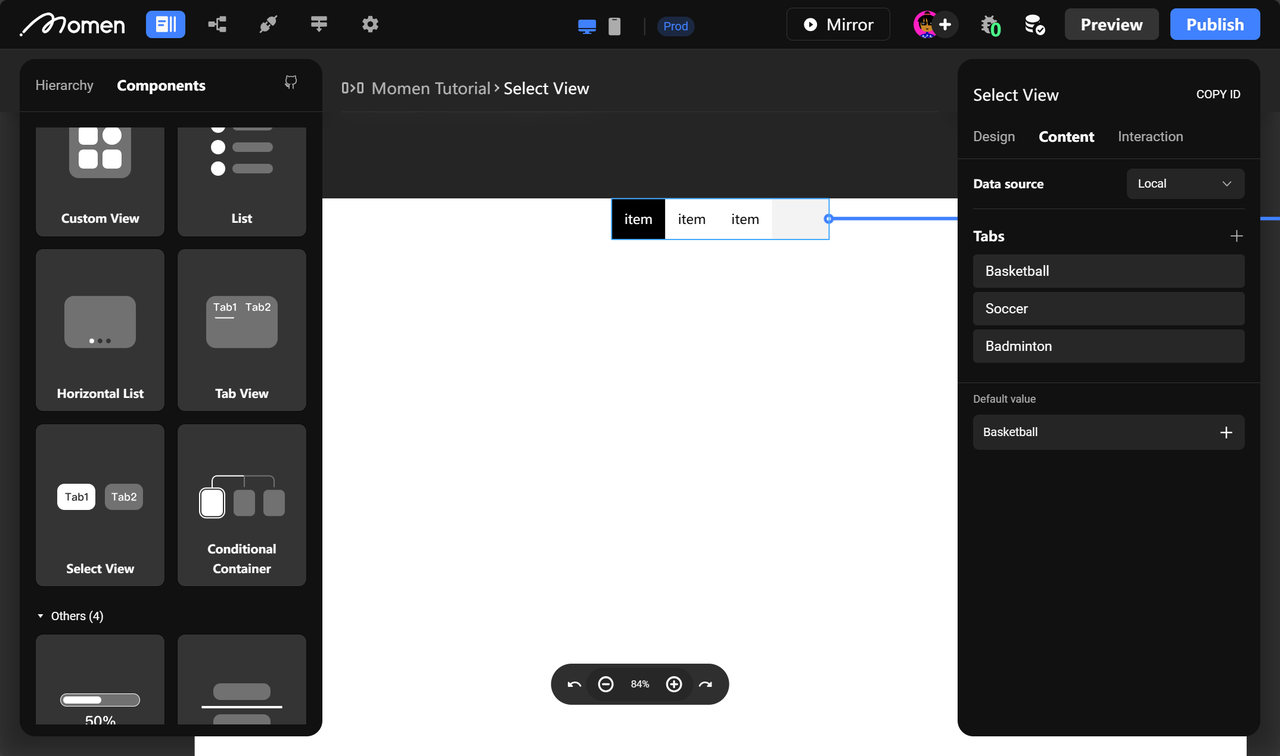 Momen
Prod
Mirror
0
Preview
Publish
Hierarchy
Components
Custom View
List
Horizontal List
Tab1 Tab2
Tab View
Tab1 Tab2
Select View
Conditional
Container
Others (4)
50%
Momen Tutorial > Select View
item item item
84%
Select View
COPY ID
Design
Content
Interaction
Data source
Local
Tabs
Basketball
Soccer
Badminton
Default value
Basketball